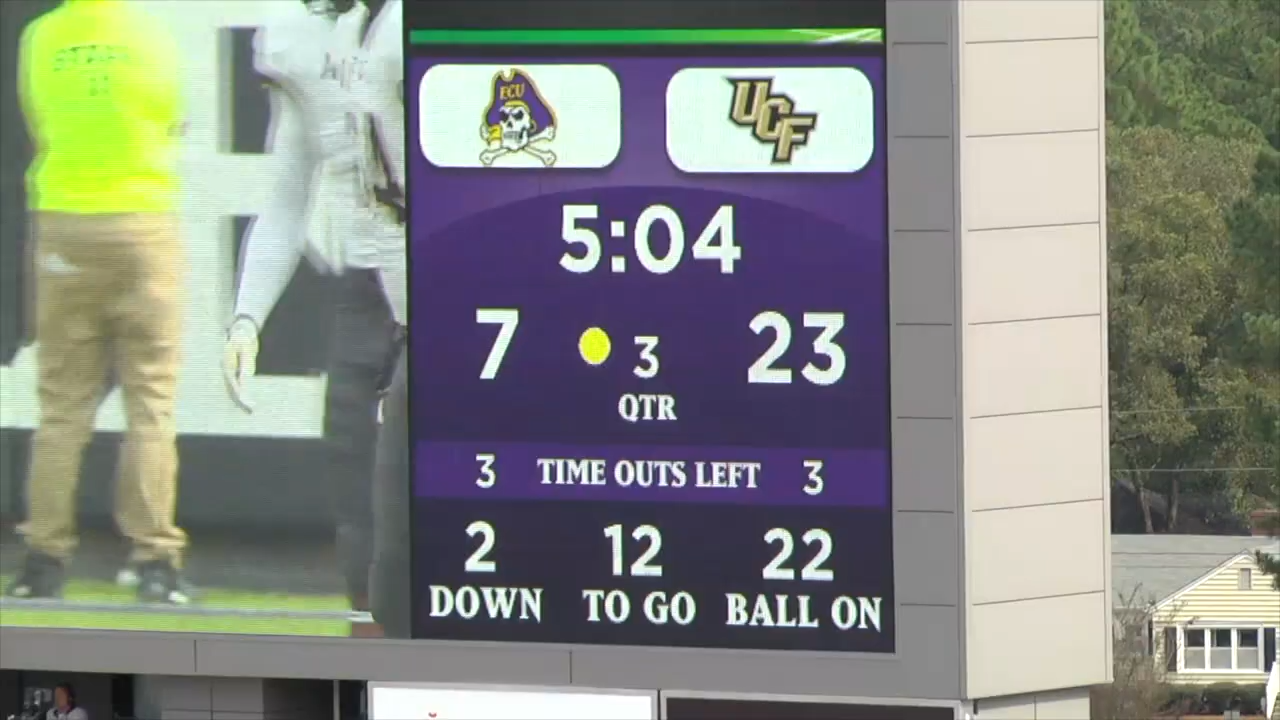 ECU
UCF
5:04
7 3 23
QTR
3 TIME OUTS LEFT 3
2 12 22
DOWN TO GO BALL ON